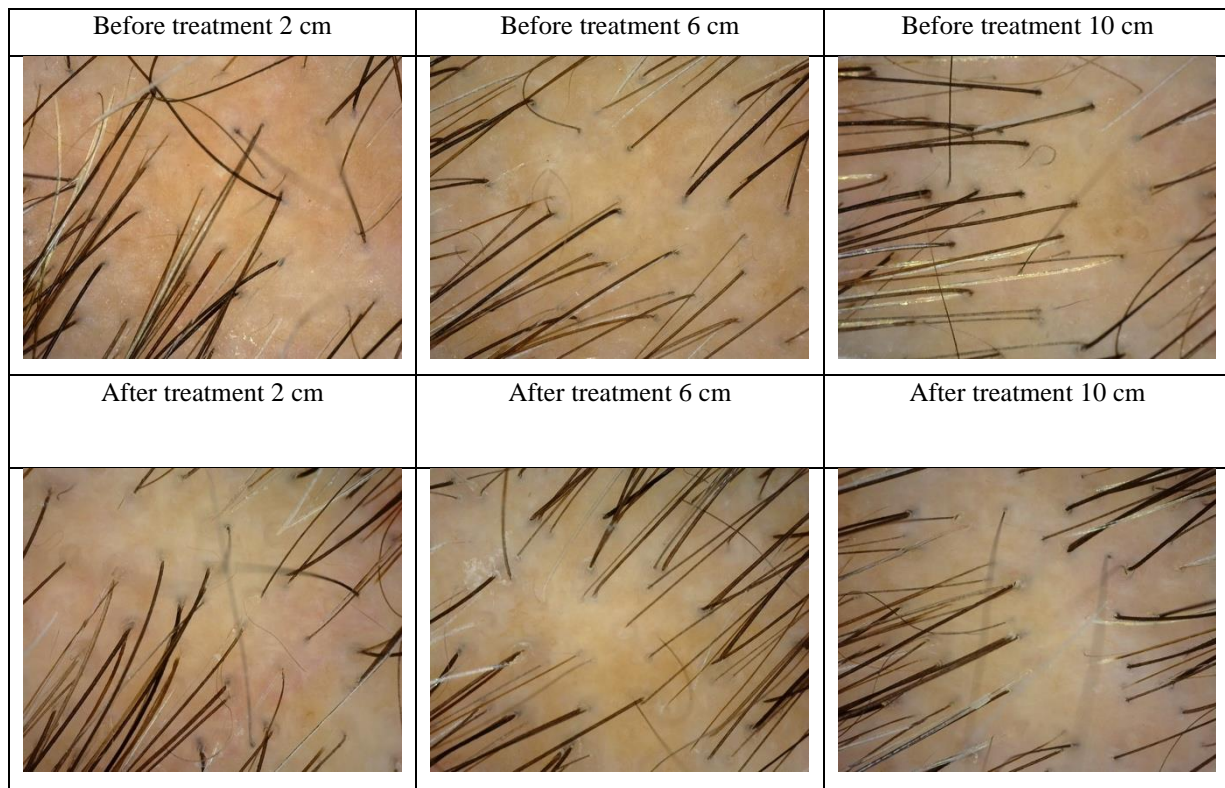 Before treatment 2 cm
Before treatment 6 cm
Before treatment 10 cm
After treatment 2 cm
After treatment 6 cm
After treatment 10 cm